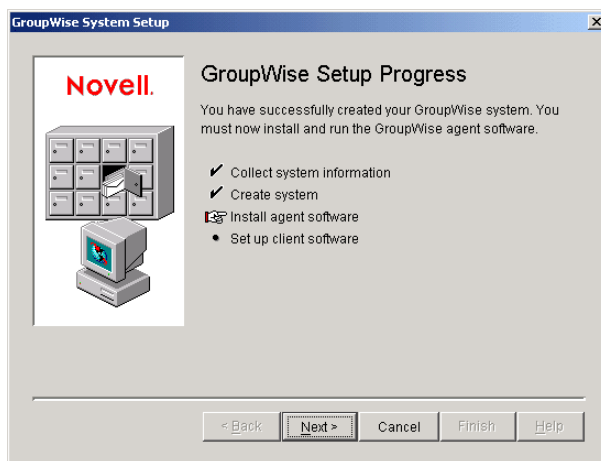 GroupWise System Setup
Novell.
GroupWise Setup Progress
You have successfully created your GroupWise system. You
must now install and run the GroupWise agent software.
Collect system information
Create system
Install agent software
Set up client software
< Back
Next >
Cancel
Finish
Help